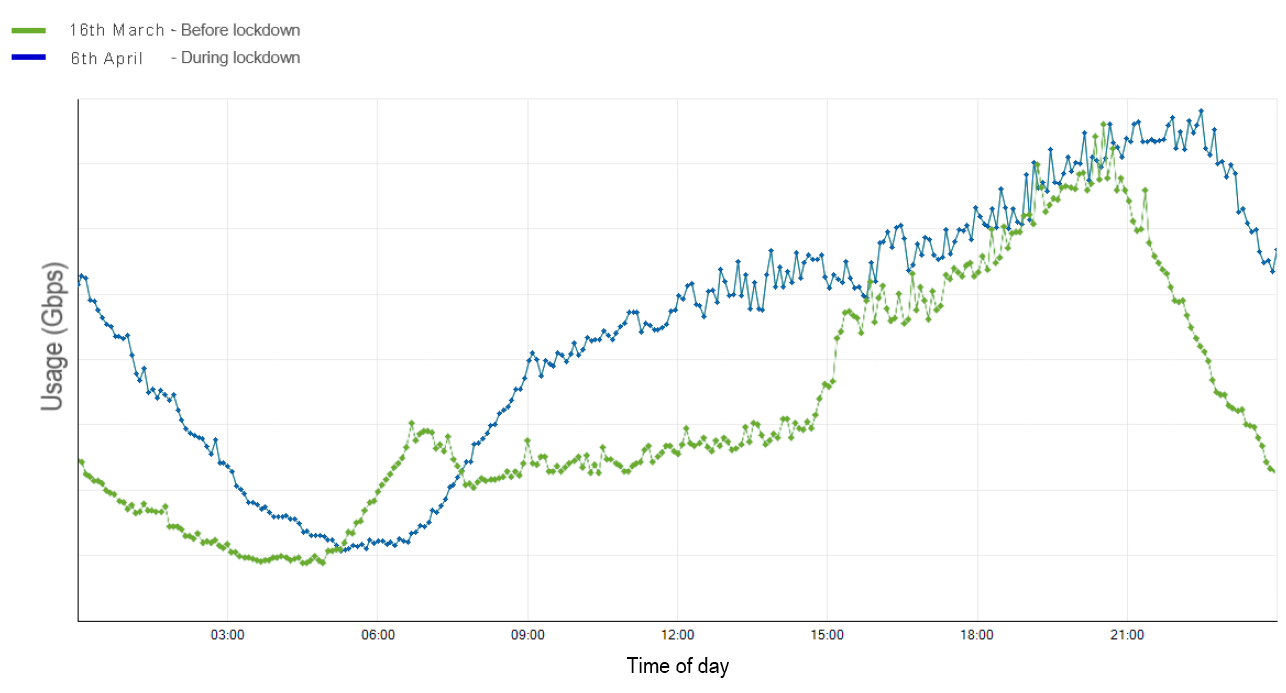 16th March - Before lockdown
6th April - During lockdown
Usage (Gbps)
03:00 06:00 09:00 12:00 15:00 18:00 21:00
Time of day